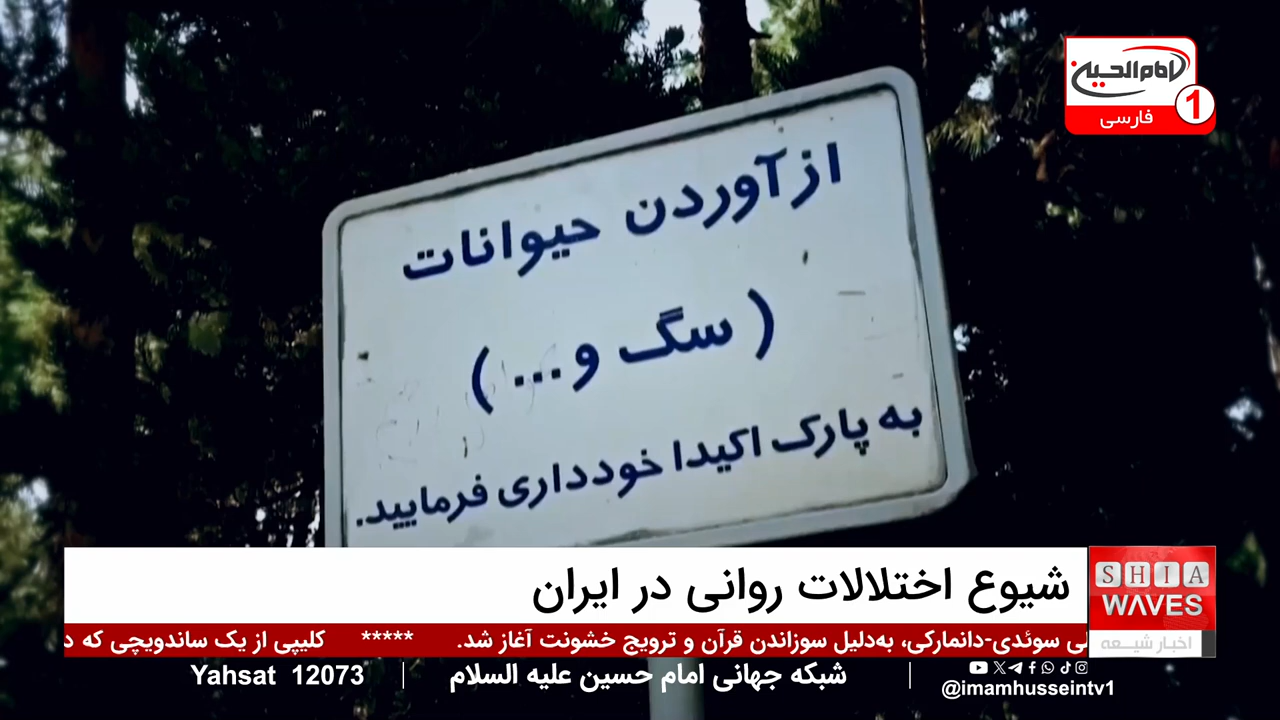 امام الحسین
1
فارسی
از آوردن حیوانات
( سگ و... )
به پارک اکیدا خودداری فرمایید.
شیوع اختلالات روانی در ایران
SHIA
WAVES
اخبار شیعه
سوئدی-دانمارکی، به‌دلیل سوزاندن قرآن و ترویج خشونت آغاز شد. ***** کلیپی از یک ساندویچی که
شبکه جهانی امام حسین علیه السلام
Yahsat 12073
@imamhusseintv1